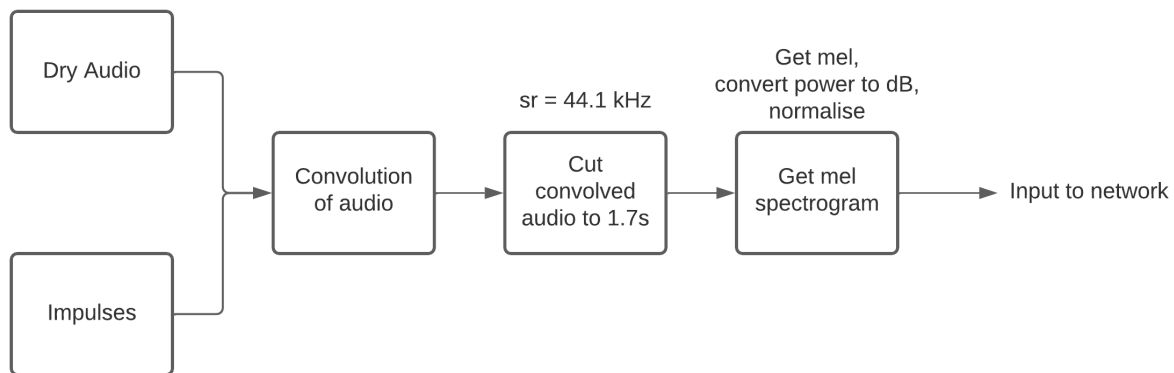 Dry Audio
Impulses
Convolution
of audio
sr = 44.1 kHz
Cut
convolved
audio to 1.7s
Get mel,
convert power to dB,
normalise
Get mel
spectrogram
Input to network